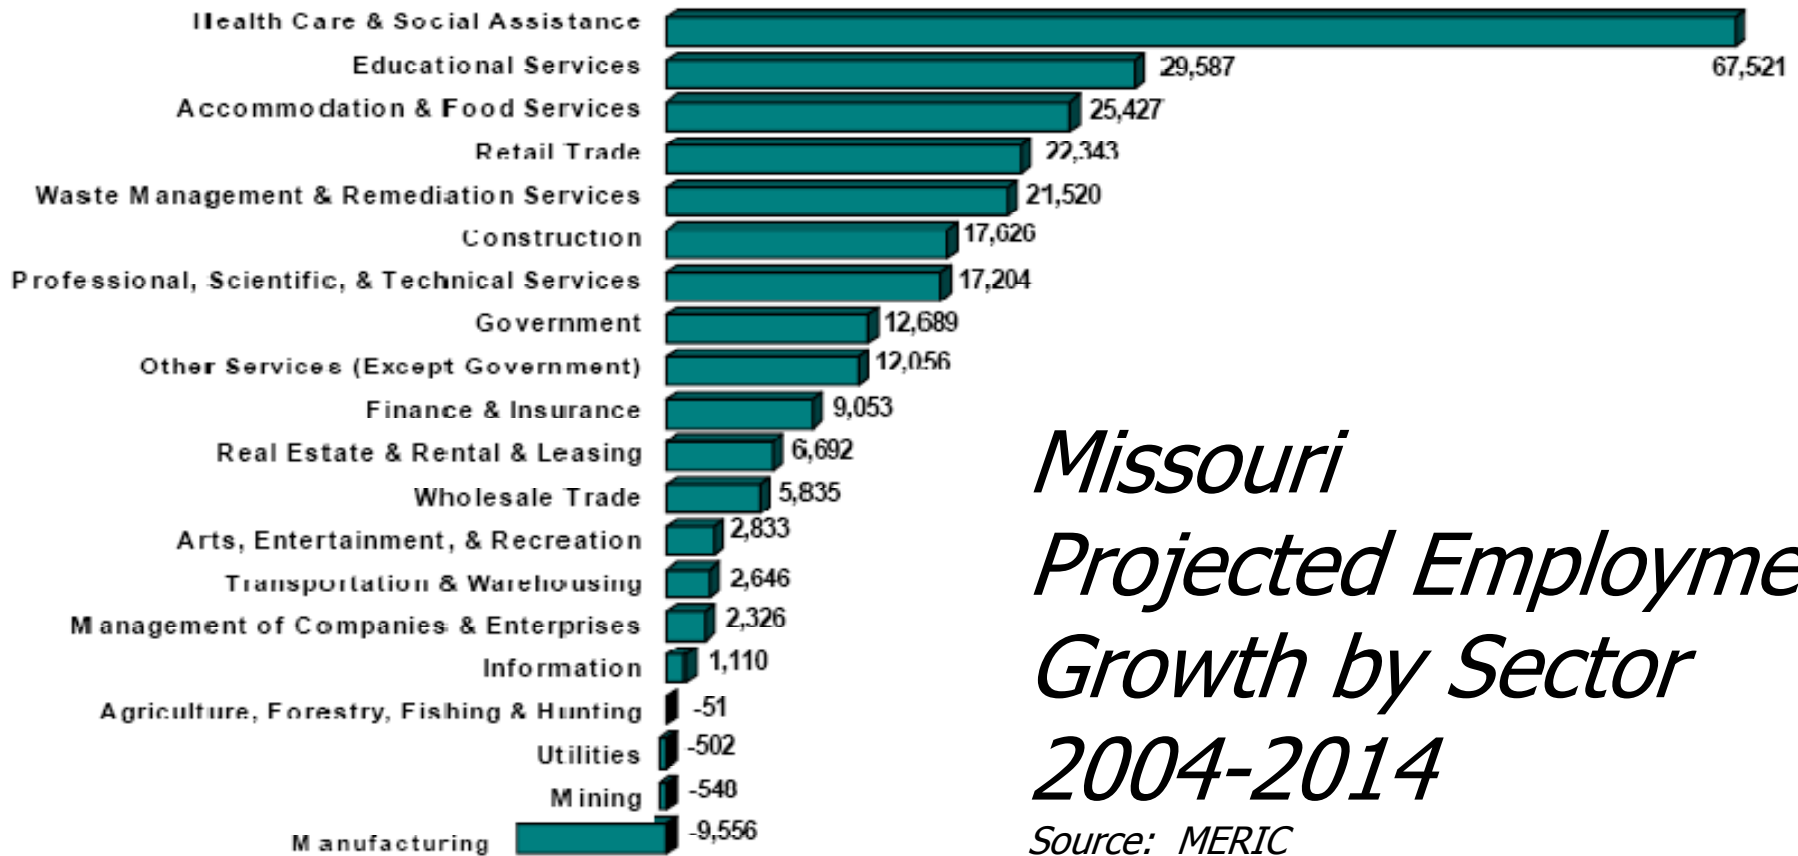 Health Care & Social Assistance 67,521
Educational Services 29,587
Accommodation & Food Services 25,427
Retail Trade 22,343
Waste Management & Remediation Services 21,520
Construction 17,626
Professional, Scientific, & Technical Services 17,204
Government 12,689
Other Services (Except Government) 12,056
Finance & Insurance 9,053
Real Estate & Rental & Leasing 6,692
Wholesale Trade 5,835
Arts, Entertainment, & Recreation 2,833
Transportation & Warehousing 2,646
Management of Companies & Enterprises 2,326
Information 1,110
Agriculture, Forestry, Fishing & Hunting -51
Utilities -502
Mining
Manufacturing -9,556
Missouri
Projected Employme
Growth by Sector
2004-2014
Source: MERIC